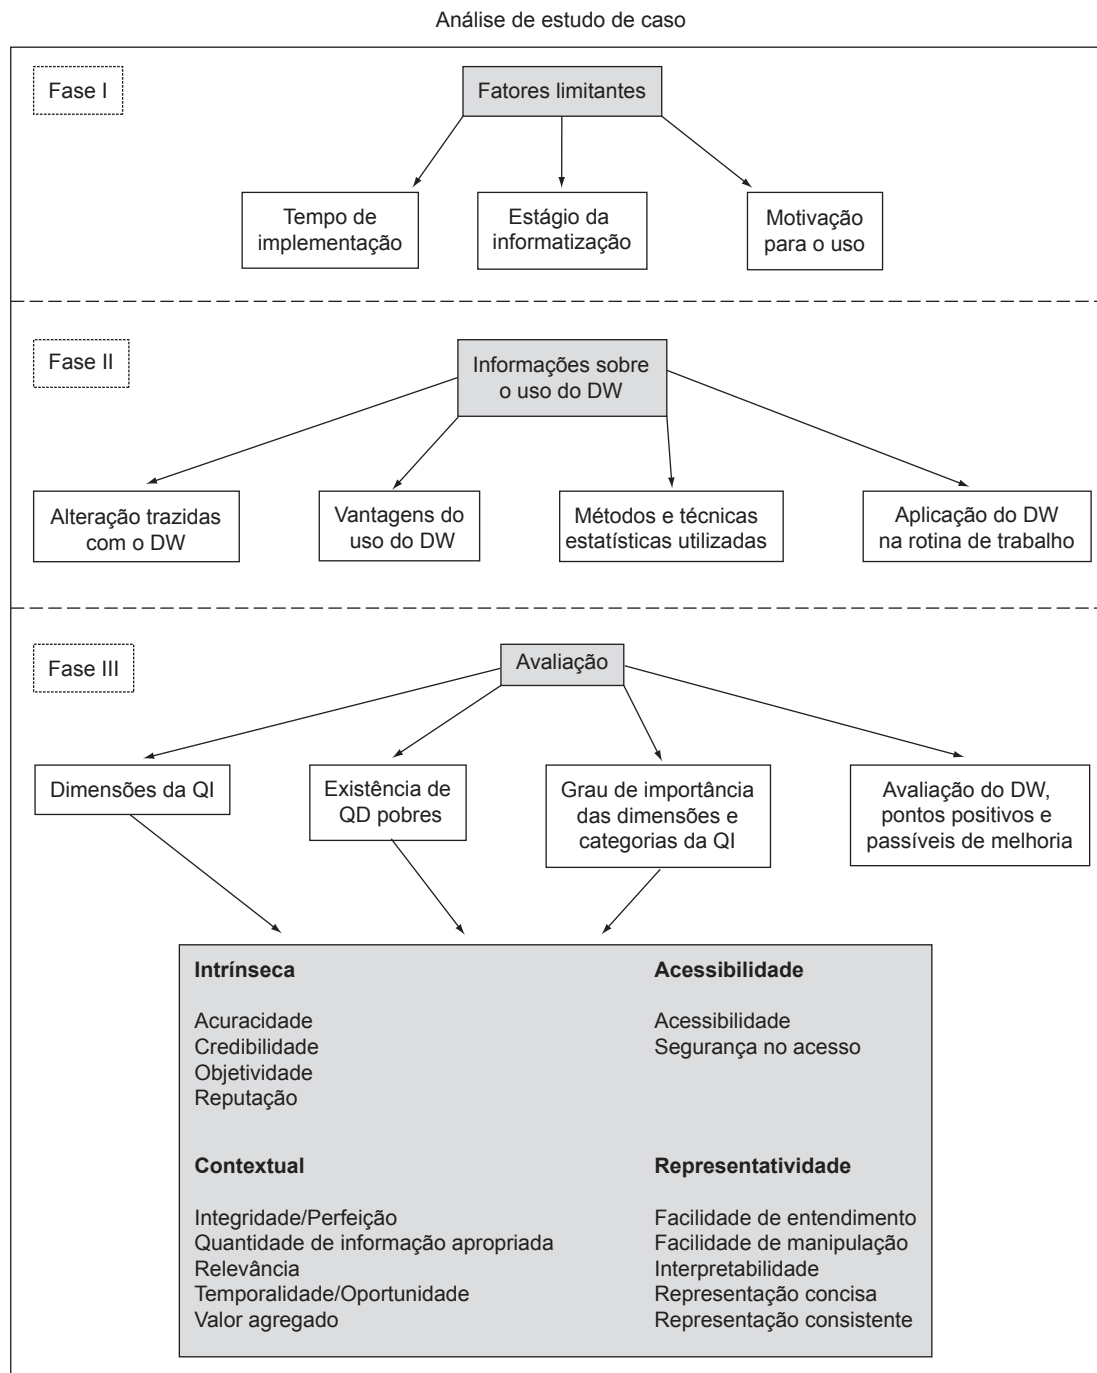 Análise de estudo de caso
Fase I
Fatores limitantes
Tempo de
implementação
Estágio da
informatização
Motivação
para o uso
Fase II
Informações sobre
o uso do DW
Alteração trazidas
com o DW
Vantagens do
uso do DW
Métodos e técnicas
estatísticas utilizadas
Aplicação do DW
na rotina de trabalho
Fase III
Avaliação
Dimensões da QI
Existência de
QD pobres
Grau de importância
das dimensões e
categorias da QI
Avaliação do DW,
pontos positivos e
passíveis de melhoria
Intrínseca
Acuracidade
Credibilidade
Objetividade
Reputação
Acessibilidade
Acessibilidade
Segurança no acesso
Contextual
Integridade/Perfeição
Quantidade de informação apropriada
Relevância
Temporalidade/Oportunidade
Valor agregado
Representatividade
Facilidade de entendimento
Facilidade de manipulação
Interpretabilidade
Representação concisa
Representação consistente